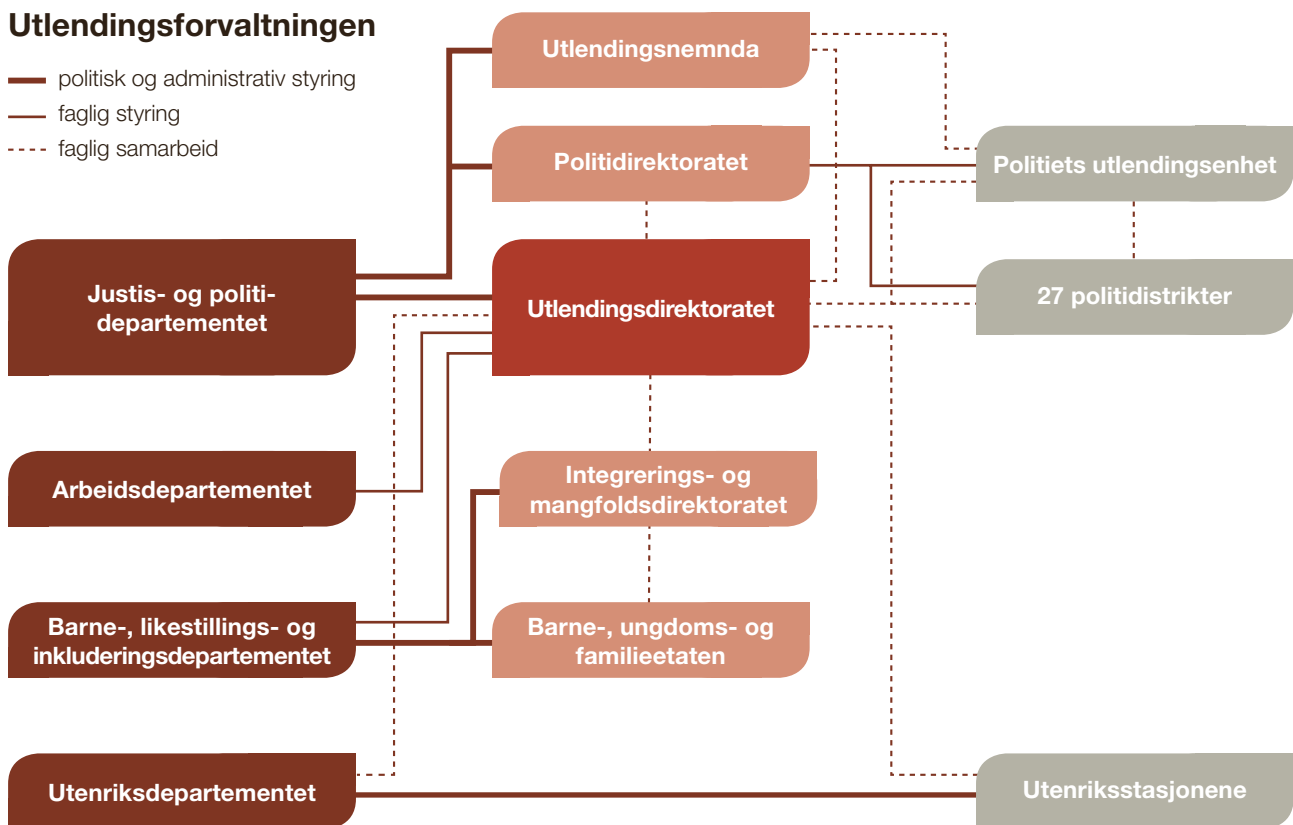 Utlendingsforvaltningen
politisk og administrativ styring
faglig styring
faglig samarbeid
Utlendingsnemnda
Politidirektoratet
Politiets utlendingsenhet
Justis- og politi-
departementet
Utlendingsdirektoratet
27 politidistrikter
Arbeidsdepartementet
Integrerings- og
mangfoldsdirektoratet
Barne-, likestillings- og
inkluderingsdepartementet
Barne-, ungdoms- og
familieetaten
Utenriksdepartementet
Utenriksstasjonene